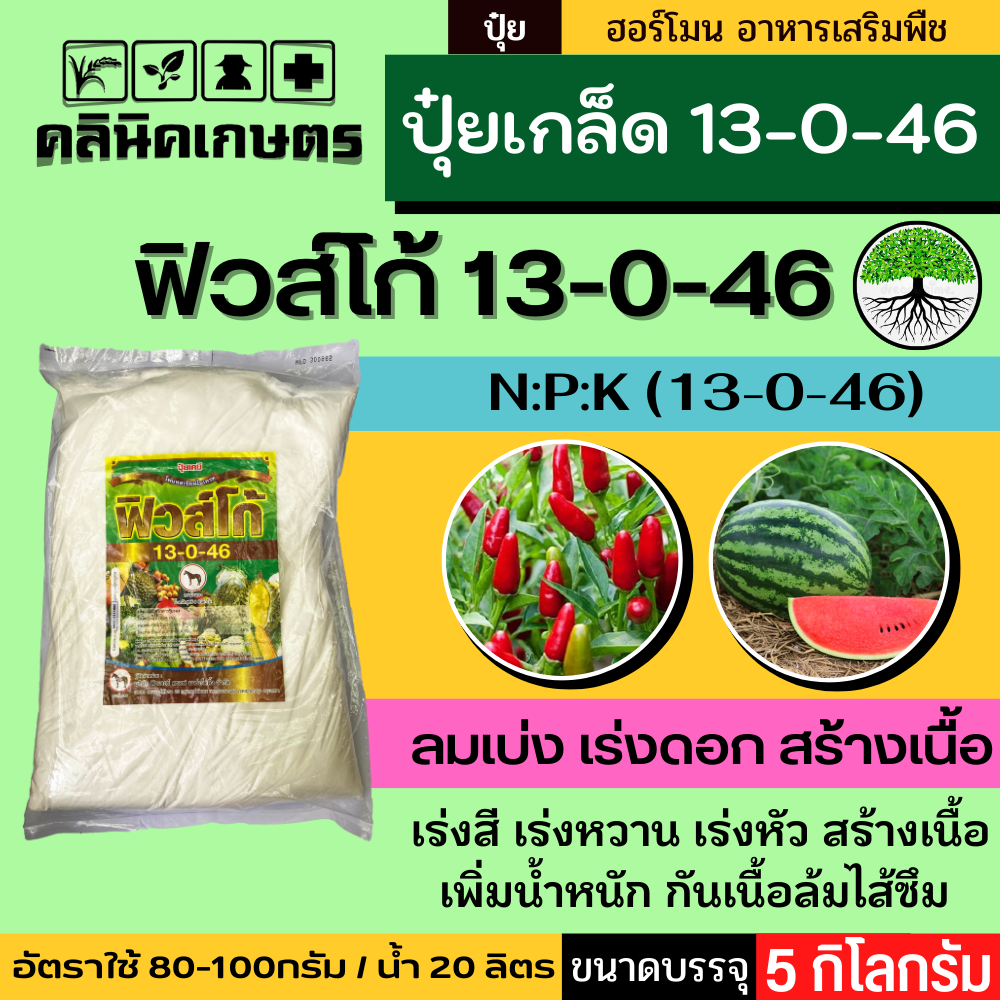 ปุ๋ย
ฮอร์โมน อาหารเสริมพืช
คลินิคเกษตร
ปุ๋ยเกล็ด 13-0-46
ฟิวส์โก้ 13-0-46
N:P:K (13-0-46)
ปุ๋ยเคมี
ฟิวส์โก้
13-0-46
ลมเบ่ง เร่งดอก สร้างเนื้อ
เร่งสี เร่งหวาน เร่งหัว สร้างเนื้อ
เพิ่มน้ำหนัก กันเนื้อล้มไส้ซึม
อัตราใช้ 80-100กรัม / น้ำ 20 ลิตร
ขนาดบรรจุ
5 กิโลกรัม